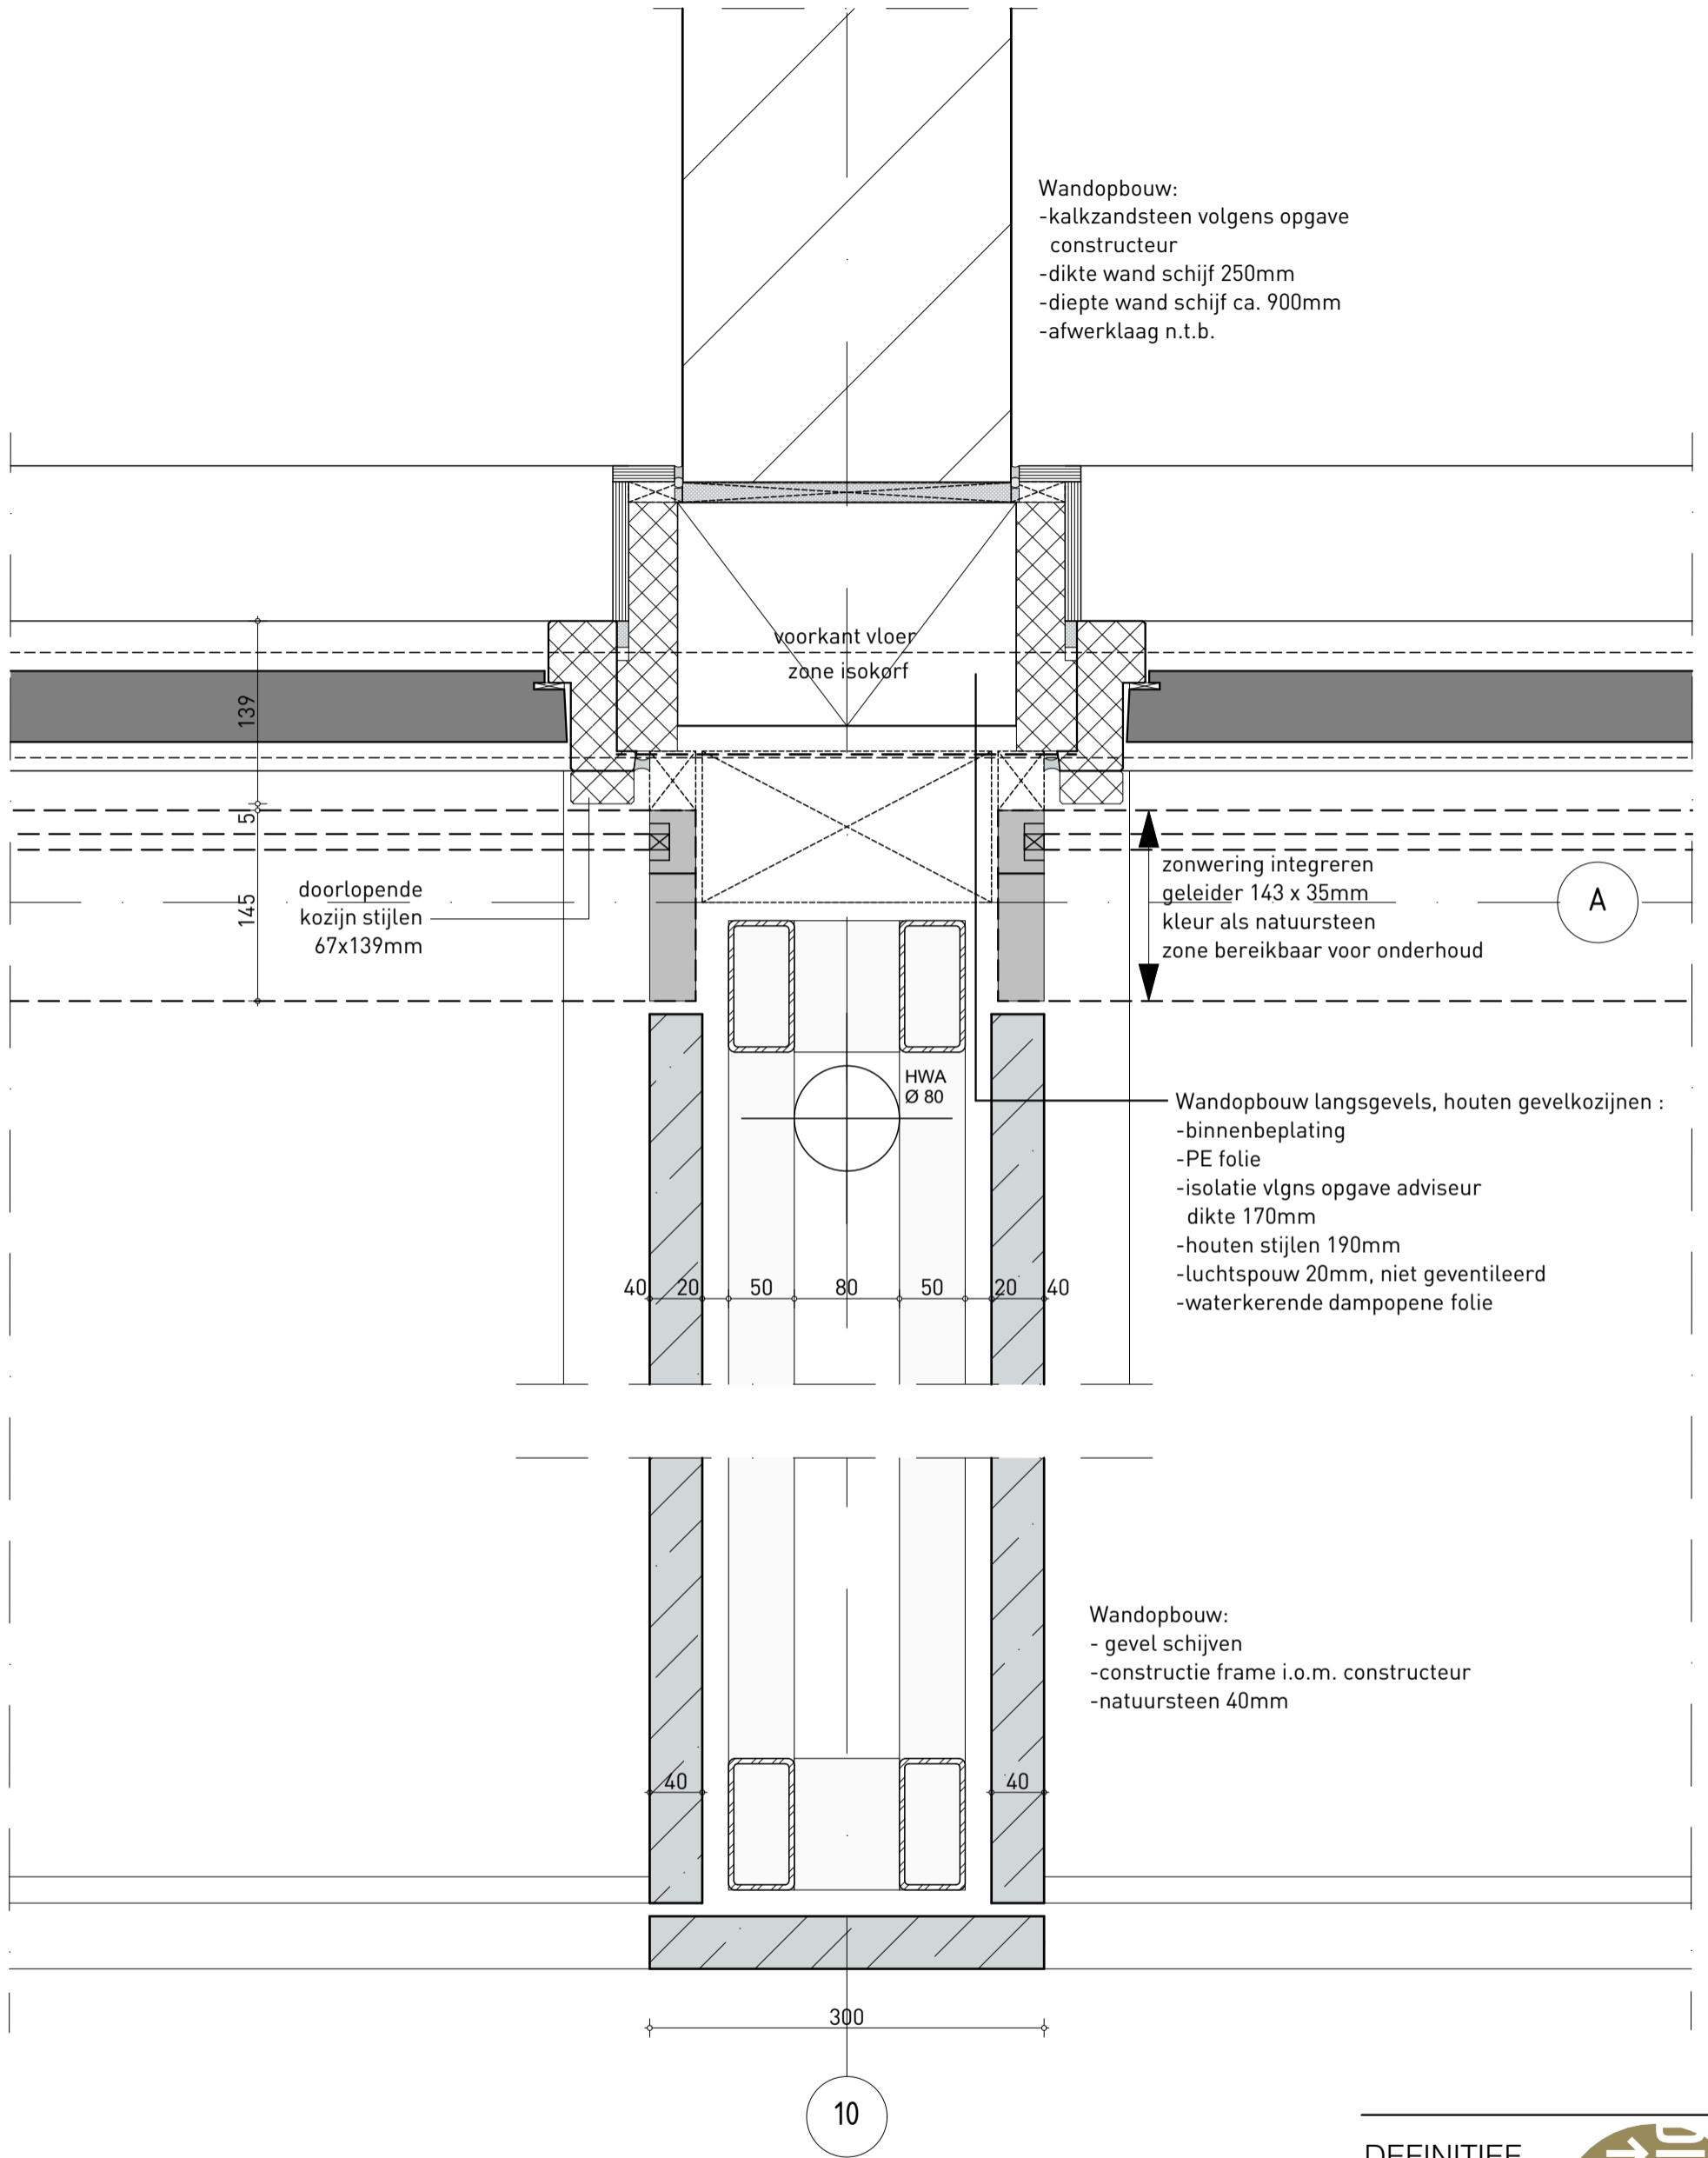 Wandopbouw:
-kalkzandsteen volgens opgave
constructeur
-dikte wand schijf 250mm
-diepte wand schijf ca. 900mm
-afwerklaag n.t.b.
voorkant vloer
zone isokorf
139
5
145
doorlopende
kozijn stijlen
67x139mm
zonwering integreren
geleider 143 x 35mm
kleur als natuursteen
zone bereikbaar voor onderhoud
A
HWA
Ø 80
Wandopbouw langsgevels, houten gevelkozijnen :
-binnenbeplating
-PE folie
-isolatie vlgns opgave adviseur
dikte 170mm
-houten stijlen 190mm
-luchtspouw 20mm, niet geventileerd
-waterkerende dampopene folie
40 20 50 80 50 20 40
Wandopbouw:
- gevel schijven
-constructie frame i.o.m. constructeur
-natuursteen 40mm
40 40
300
10
DEFINITIEF